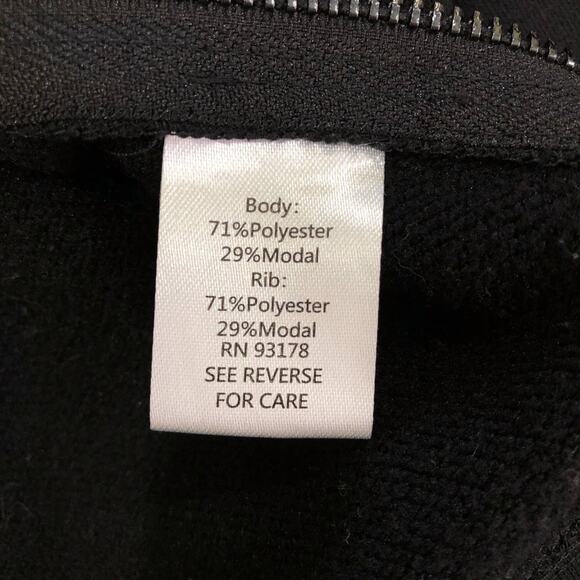 Body:
71%Polyester
29%Modal
Rib:
71%Polyester
29%Modal
RN 93178
SEE REVERSE
FOR CARE